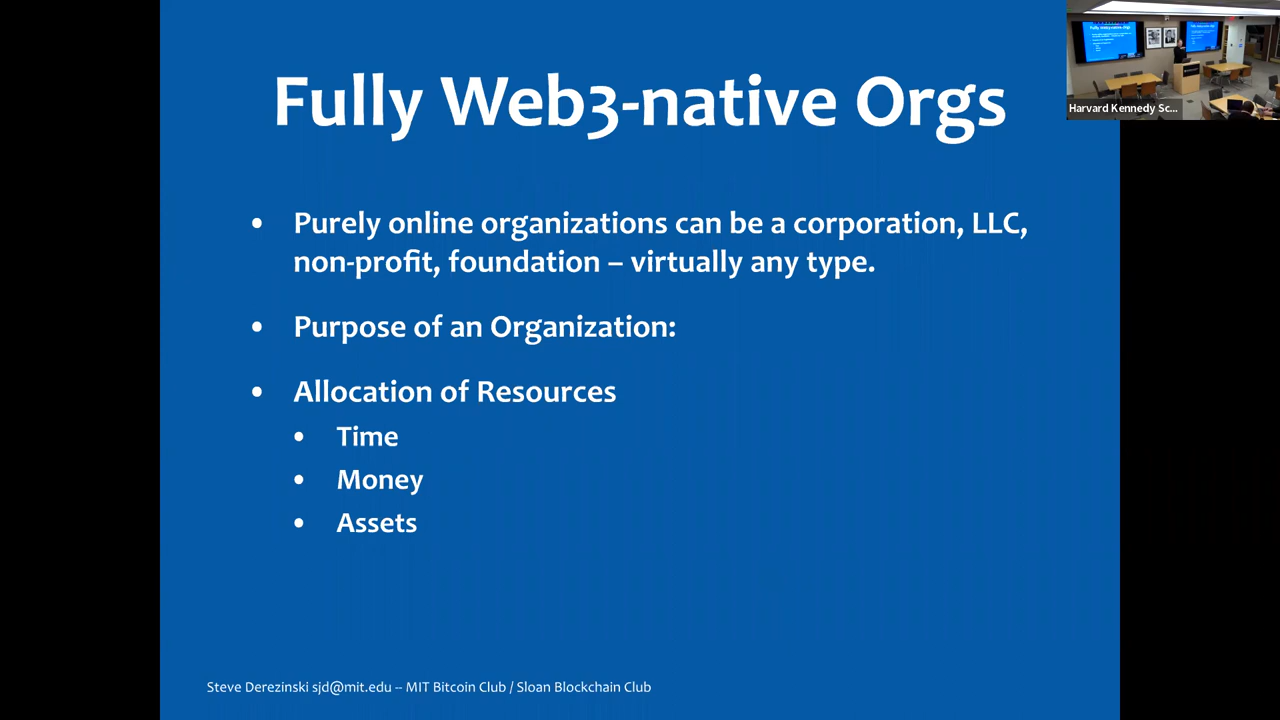 Fully Web3-native Orgs
Harvard Kennedy Sc...
• Purely online organizations can be a corporation, LLC,
non-profit, foundation – virtually any type.
• Purpose of an Organization:
• Allocation of Resources
• Time
• Money
• Assets
Steve Derezinski sjd@mit.edu – MIT Bitcoin Club / Sloan Blockchain Club